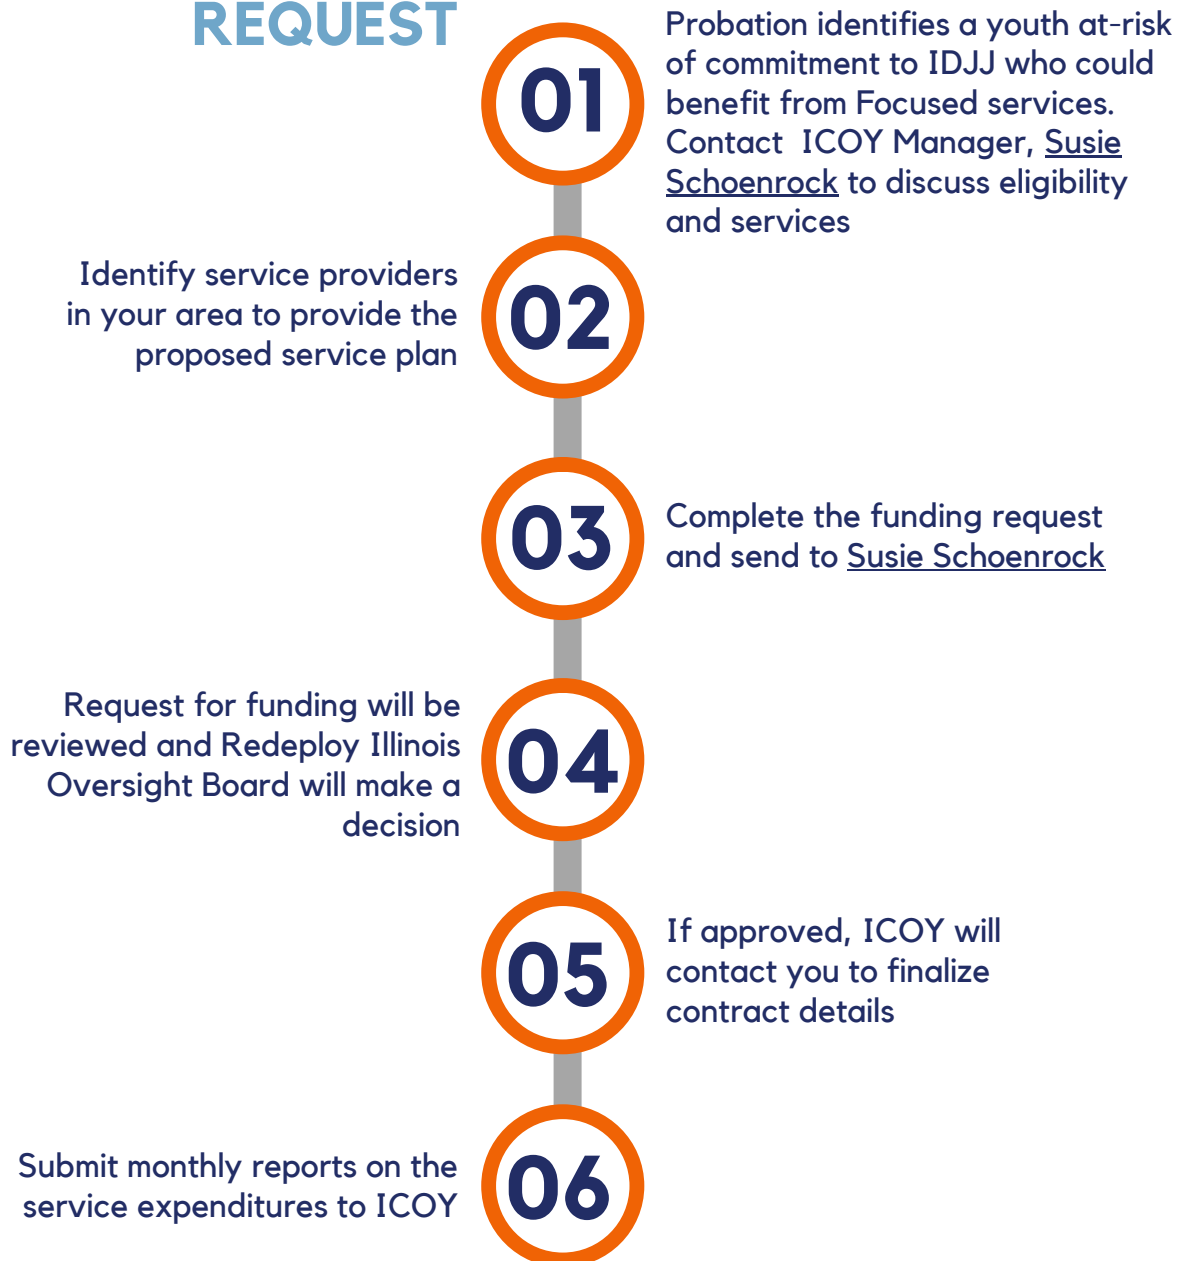 REQUEST
01
Probation identifies a youth at-risk
of commitment to IDJJ who could
benefit from Focused services.
Contact  ICOY Manager, Susie
Schoenrock to discuss eligibility
and services
Identify service providers
in your area to provide the
proposed service plan
02
03
Complete the funding request
and send to Susie Schoenrock
Request for funding will be
reviewed and Redeploy Illinois
Oversight Board will make a
decision
04
05
If approved, ICOY will
contact you to finalize
contract details
Submit monthly reports on the
service expenditures to ICOY
06